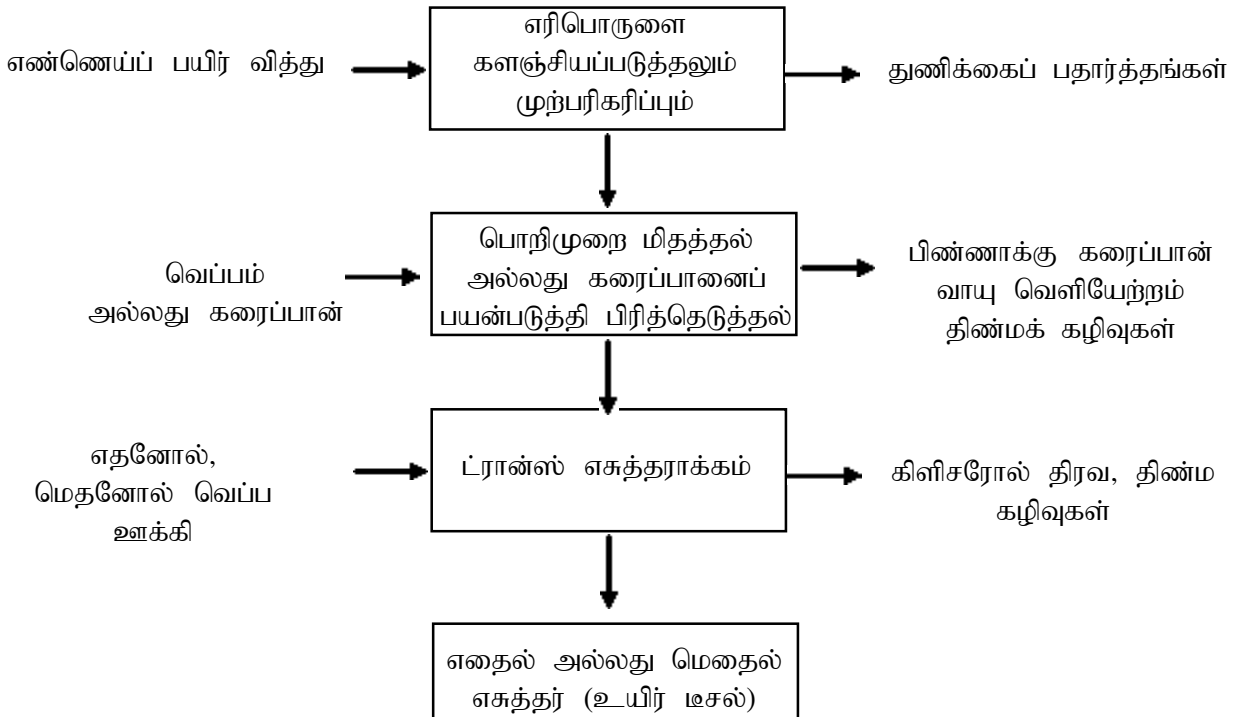 எண்ணெய்ப் பயிர் வித்து
எரிபொருளை
களஞ்சியப்படுத்தலும்
முற்பரிகரிப்பும்
துணிக்கைப் பதார்த்தங்கள்
வெப்பம்
அல்லது கரைப்பான்
பொறிமுறை மிதத்தல்
அல்லது கரைப்பானைப்
பயன்படுத்தி பிரித்தெடுத்தல்
பிண்ணாக்கு கரைப்பான்
வாயு வெளியேற்றம்
திண்மக் கழிவுகள்
எதனோல்,
மெதனோல் வெப்ப
ஊக்கி
ட்ரான்ஸ் எசுத்தராக்கம்
கிளிசரோல் திரவ, திண்ம
கழிவுகள்
எதைல் அல்லது மெதைல்
எசுத்தர் (உயிர் டீசல்)